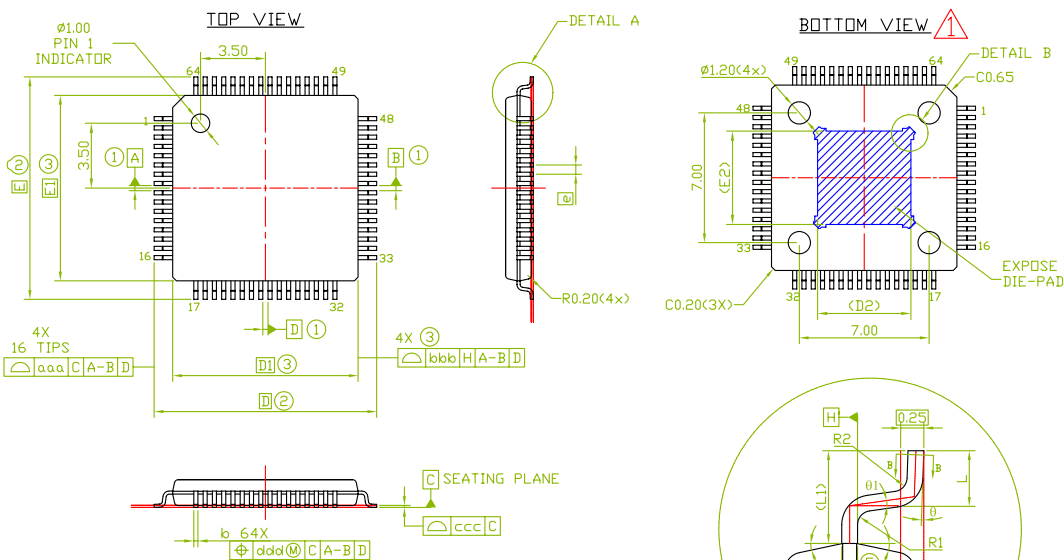 TOP VIEW
ø1.00
PIN 1
INDICATOR
3.50
64
49
1
48
3.50
E ②
E1 ③
① A
B ①
16
33
17
32
D ①
4X
16 TIPS
aaa C A-B D
4X ③
bbb H A-B D
D1 ③
D ②
DETAIL A
e
R0.20(4x)
BOTTOM VIEW 1
DETAIL B
ø1.20(4x)
49
64
C0.65
48
1
7.00
(E2)
33
16
EXPOSE
DIE-PAD
32
17
C0.20(3X)
(D2)
7.00
C SEATING PLANE
ccc C
b 64X
⌖ ddd Ⓜ C A-B D
H
0.25
R2
B
B
(L1)
θ1
L
θ
R1